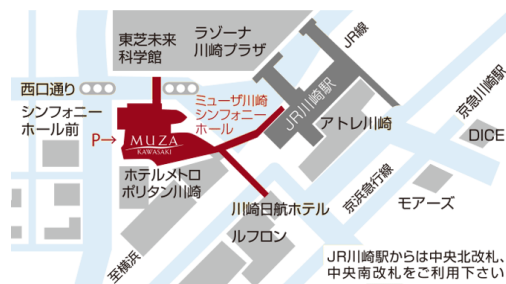 東芝未来
科学館
ラゾーナ
川崎プラザ
JR線
西口通り
シンフォニー
ホール前
ミューザ川崎
シンフォニー
ホール
JR川崎駅
京急川崎駅
アトレ川崎
DICE
P→
MUZA
KAWASAKI
ホテルメトロ
ポリタン川崎
川崎日航ホテル
京浜急行線
モアーズ
ルフロン
至横浜
JR川崎駅からは中央北改札、
中央南改札をご利用下さい